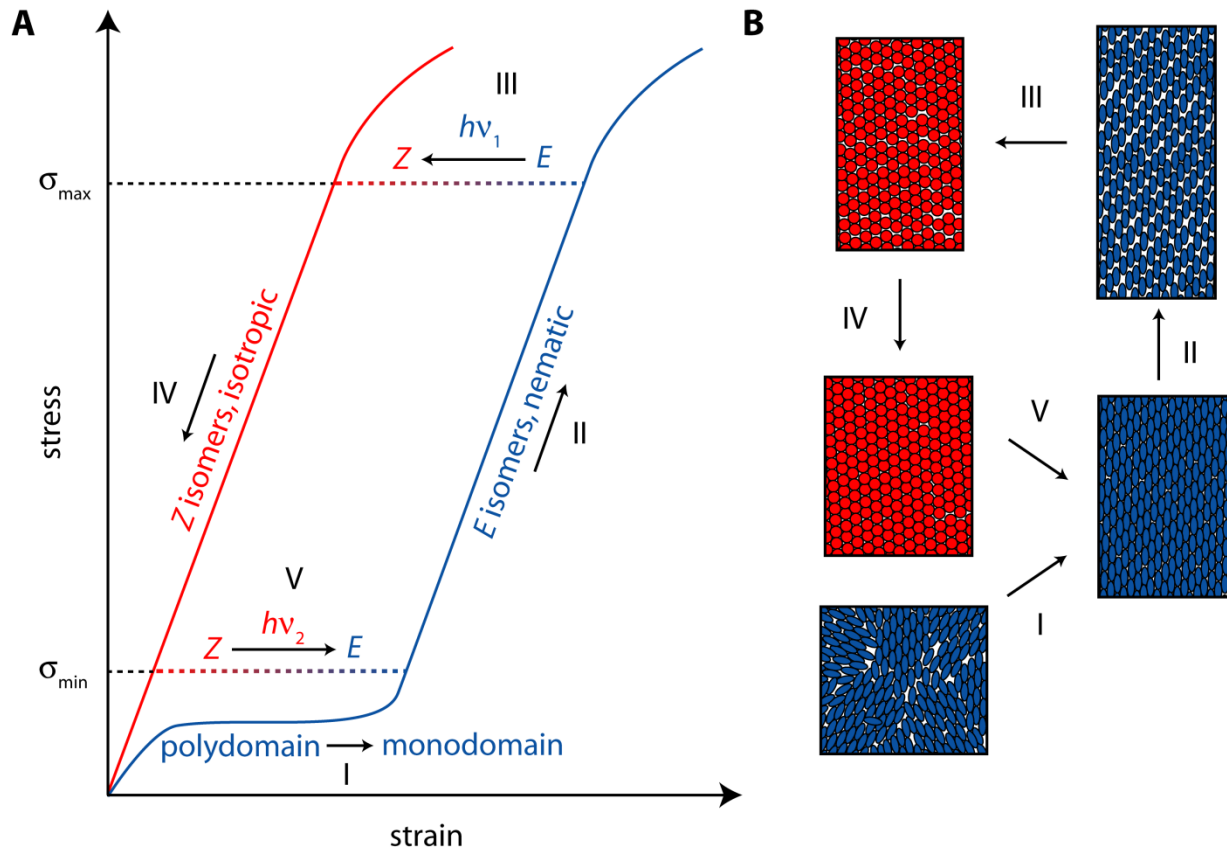 A
B
III
hν₁
Z
E
σmax
III
IV
Z isomers, isotropic
E isomers, nematic
II
IV
II
V
stress
V
hν₂
Z
E
σmin
I
polydomain
monodomain
I
strain